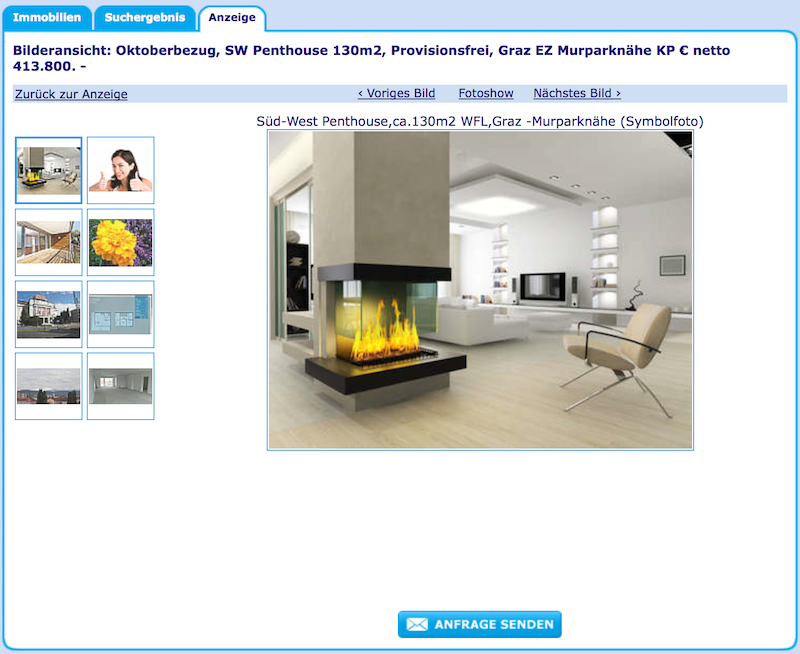 Immobilien
Suchergebnis
Anzeige
Bilderansicht: Oktoberbezug, SW Penthouse 130m2, Provisionsfrei, Graz EZ Murparknähe KP € netto
413.800. -
Zurück zur Anzeige
‹ Voriges Bild
Fotoshow
Nächstes Bild ›
Süd-West Penthouse,ca.130m2 WFL,Graz -Murparknähe (Symbolfoto)
ANFRAGE SENDEN